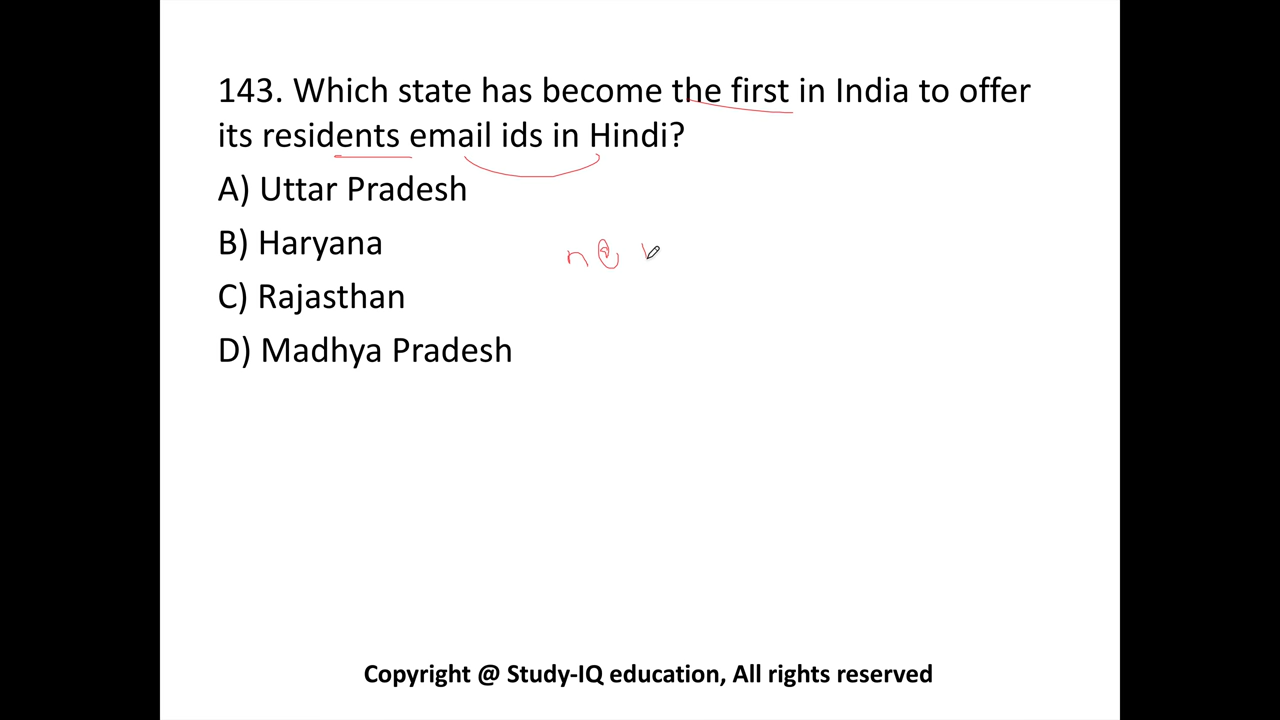 143. Which state has become the first in India to offer
its residents email ids in Hindi?
A) Uttar Pradesh
B) Haryana
n@
C) Rajasthan
D) Madhya Pradesh
Copyright @ Study-IQ education, All rights reserved